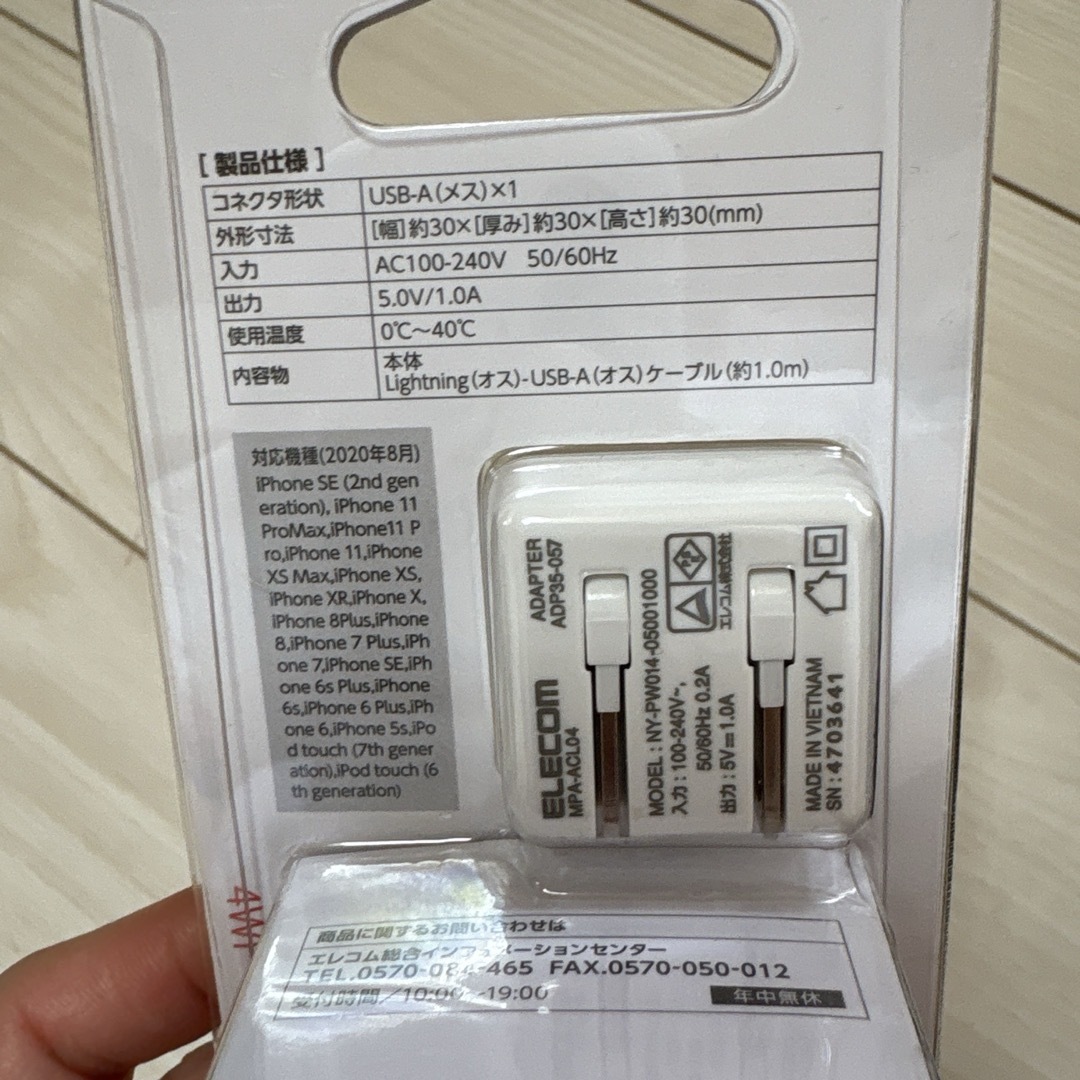 [ 製品仕様 ]
コネクタ形状 USB-A(メス)×1
外形寸法 [幅]約30×[厚み]約30×[高さ]約30(mm)
入力 AC100-240V 50/60Hz
出力 5.0V/1.0A
使用温度 0℃~40℃
内容物 本体
Lightning(オス)-USB-A(オス)ケーブル(約1.0m)
対応機種(2020年8月)
iPhone SE (2nd gen
eration), iPhone 11
ProMax,iPhone11 P
ro,iPhone 11,iPhone
XS Max,iPhone XS,
iPhone XR,iPhone X,
iPhone 8Plus,iPhone
8,iPhone 7 Plus,iPh
one 7,iPhone SE,iPh
one 6s Plus,iPhone
6s,iPhone 6 Plus,iPh
one 6,iPhone 5s,iPo
d touch (7th gener
ation),iPod touch (6
th generation)
ADAPTER
ADP35-057
ELECOM
MPA-ACL04
MODEL : NY-PW014-05001000
入力 : 100-240V~,
50/60Hz 0.2A
出力 : 5V⎓1.0A
PSE
エレコム株式会社
MADE IN VIETNAM
SN : 4703641
商品に関するお問い合わせは
エレコム総合インフォメーションセンター
TEL.0570-084-465 FAX.0570-050-012
受付時間/10:00~19:00 年中無休